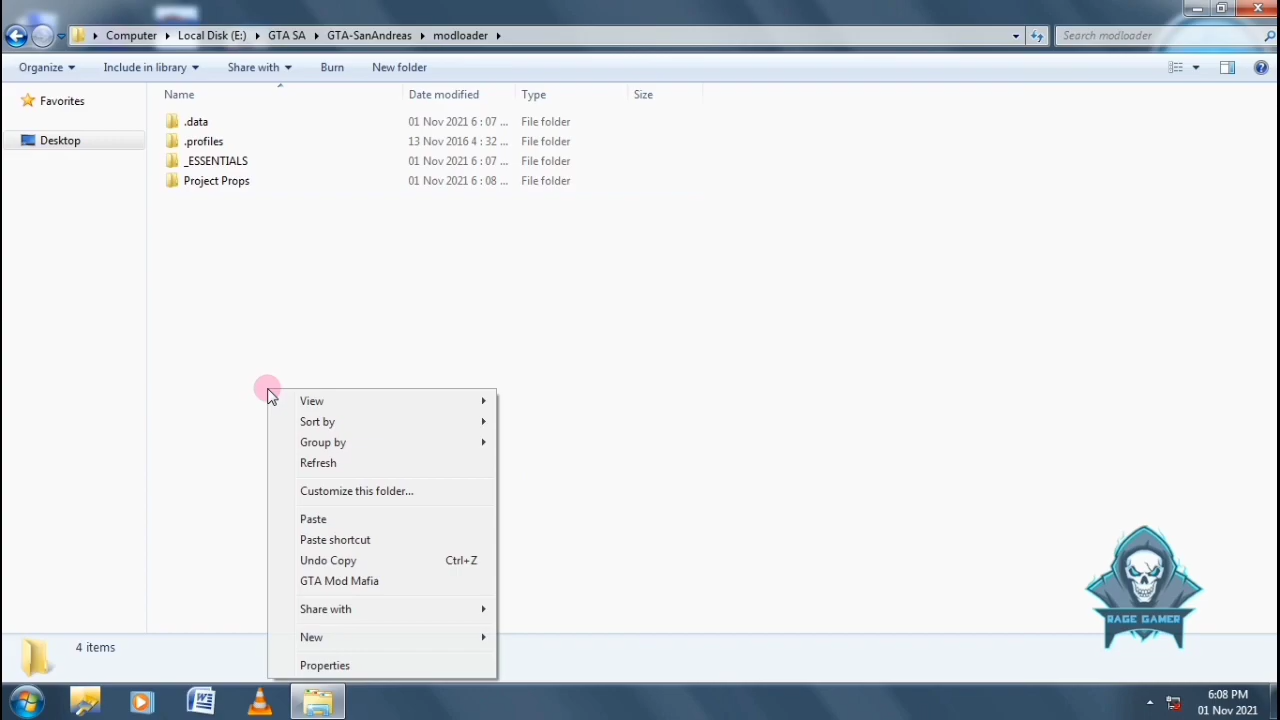 Computer Local Disk (E:) GTA SA GTA-SanAndreas modloader Search modloader
Organize Include in library Share with Burn New folder
Favorites
Desktop
Name Date modified Type Size
.data 01 Nov 2021 6 : 07 ... File folder
.profiles 13 Nov 2016 4 : 32 ... File folder
_ESSENTIALS 01 Nov 2021 6 : 07 ... File folder
Project Props 01 Nov 2021 6 : 08 ... File folder
View
Sort by
Group by
Refresh
Customize this folder...
Paste
Paste shortcut
Undo Copy Ctrl+Z
GTA Mod Mafia
Share with
New
Properties
RAGE GAMER
4 items
6:08 PM
01 Nov 2021